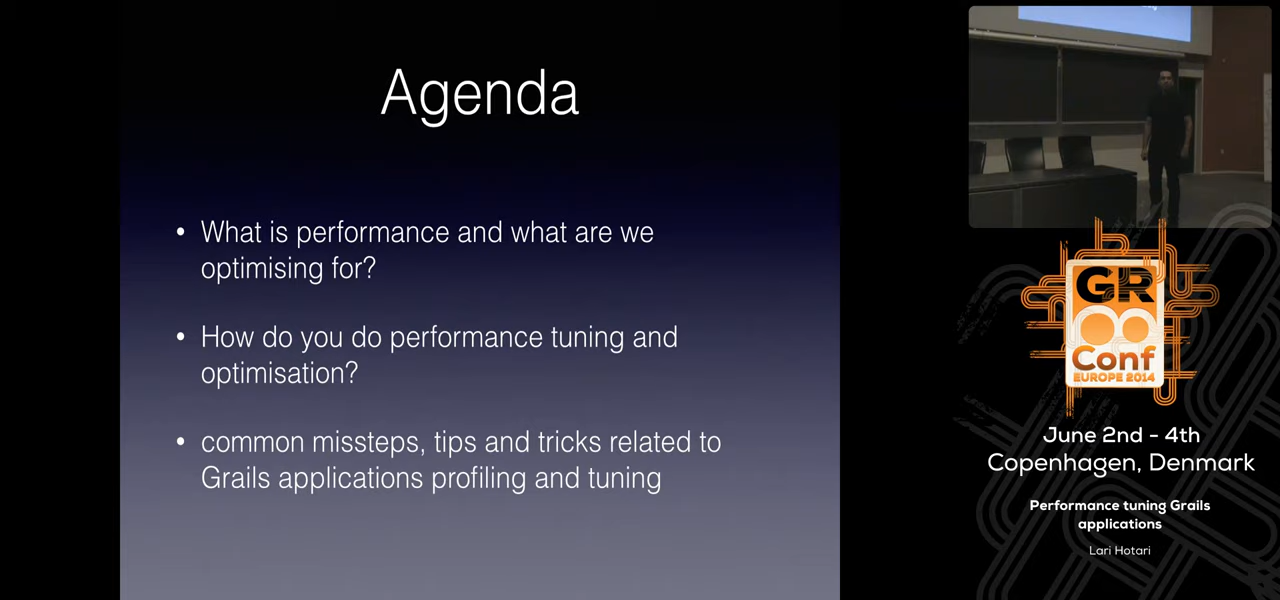 Agenda
• What is performance and what are we
optimising for?
• How do you do performance tuning and
optimisation?
• common missteps, tips and tricks related to
Grails applications profiling and tuning
GR
Conf
EUROPE 2014
June 2nd - 4th
Copenhagen, Denmark
Performance tuning Grails
applications
Lari Hotari